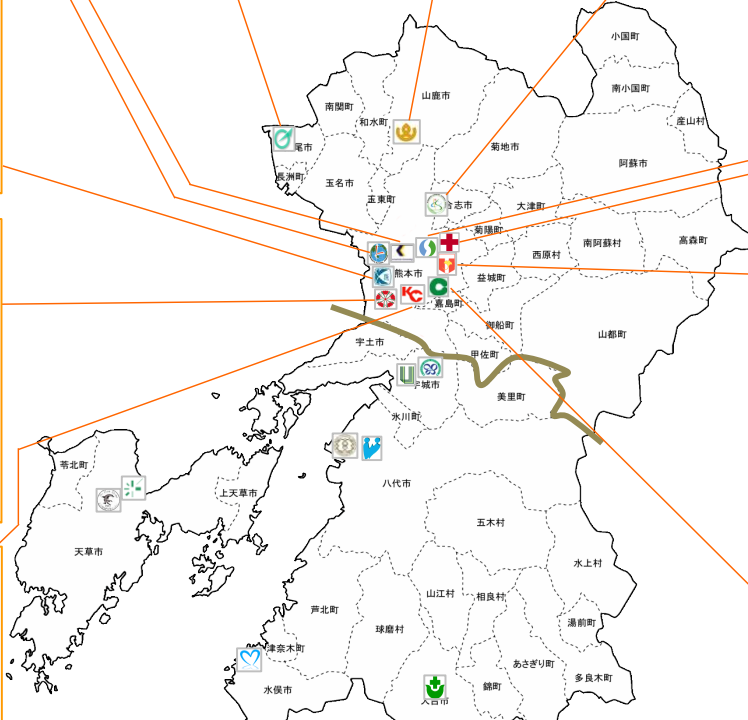 小国町
南小国町
産山村
山鹿市
南関町
和水町
菊地市
阿蘇市
尾市
長洲町
玉名市
玉東町
合志市
大津町
菊陽町
西原村
南阿蘇村
高森町
熊本市
益城町
KC
C
嘉島町
御船町
山都町
宇土市
甲佐町
U
宇城市
美里町
氷川町
八代市
苓北町
上天草市
五木村
天草市
水上村
芦北町
山江村
相良村
球磨村
湯前町
津奈木町
あさぎり町
多良木町
水俣市
錦町
人吉市